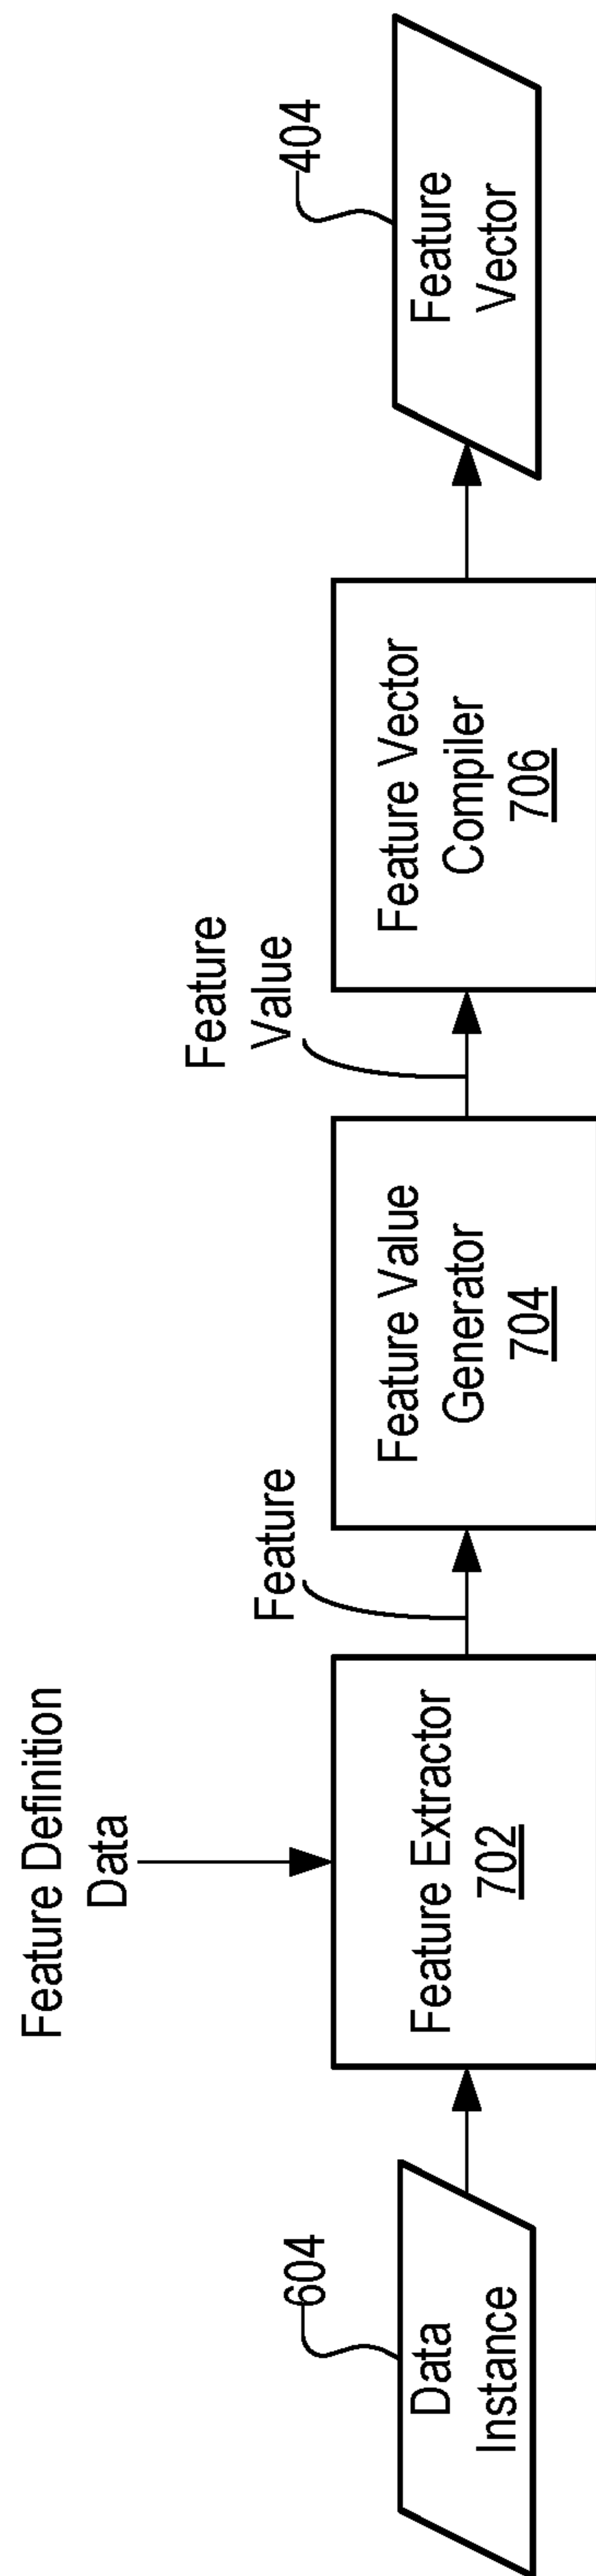 Feature Definition
Data
604
Data
Instance
Feature Extractor
702
Feature
Feature Value
Generator
704
Feature
Value
Feature Vector
Compiler
706
404
Feature
Vector